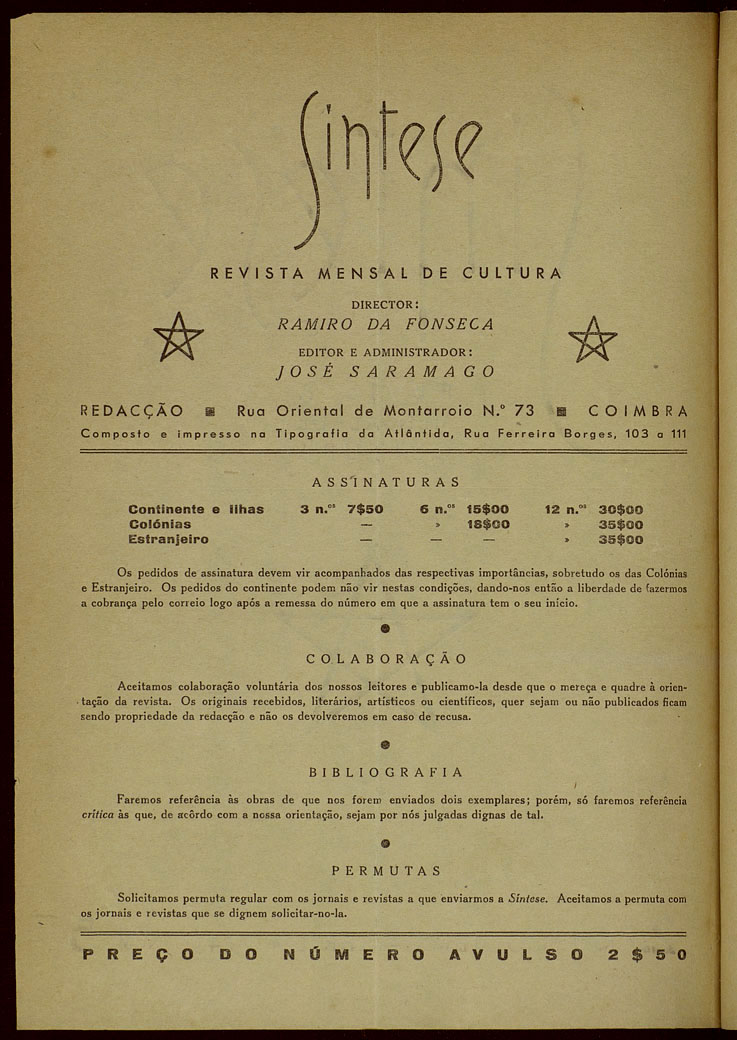 Síntese
REVISTA MENSAL DE CULTURA
DIRECTOR:
RAMIRO DA FONSECA
EDITOR E ADMINISTRADOR:
JOSÉ SARAMAGO
REDACÇÃO Rua Oriental de Montarroio N.º 73 COIMBRA
Composto e impresso na Tipografia da Atlântida, Rua Ferreira Borges, 103 a 111
ASSINATURAS
Continente e Ilhas 3 n.os 7$50 6 n.os 15$00 12 n.os 30$00
Colónias — » 18$00 » 35$00
Estranjeiro — — — » 35$00
Os pedidos de assinatura devem vir acompanhados das respectivas importâncias, sobretudo os das Colónias
e Estranjeiro. Os pedidos do continente podem não vir nestas condições, dando-nos então a liberdade de fazermos
a cobrança pelo correio logo após a remessa do número em que a assinatura tem o seu início.
COLABORAÇÃO
Aceitamos colaboração voluntária dos nossos leitores e publicamo-la desde que o mereça e quadre à orien-
tação da revista. Os originais recebidos, literários, artísticos ou científicos, quer sejam ou não publicados ficam
sendo propriedade da redacção e não os devolveremos em caso de recusa.
BIBLIOGRAFIA
Faremos referência às obras de que nos forem enviados dois exemplares; porém, só faremos referência
crítica às que, de acôrdo com a nossa orientação, sejam por nós julgadas dignas de tal.
PERMUTAS
Solicitamos permuta regular com os jornais e revistas a que enviarmos a Síntese. Aceitamos a permuta com
os jornais e revistas que se dignem solicitar-no-la.
PREÇO DO NÚMERO AVULSO 2$50